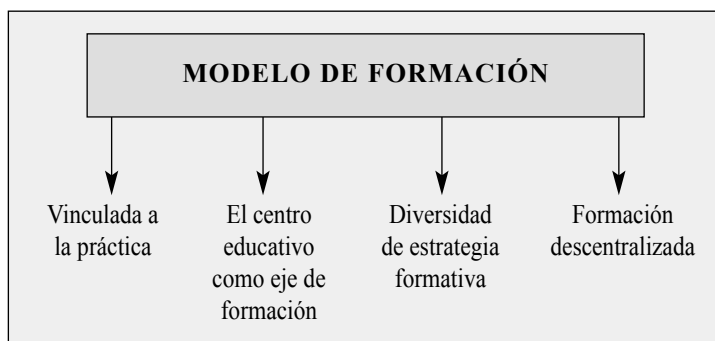 MODELO DE FORMACIÓN
Vinculada a
la práctica
El centro
educativo
como eje de
formación
Diversidad
de estrategia
formativa
Formación
descentralizada